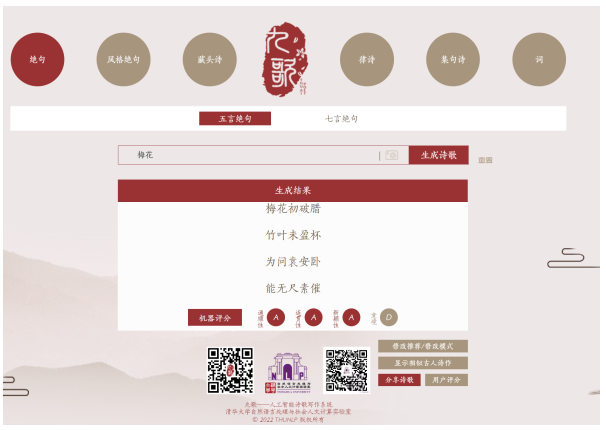 绝句
风格绝句
藏头诗
九歌
律诗
集句诗
词
五言绝句
七言绝句
梅花
生成诗歌
重置
生成结果
梅花初破腊
竹叶未盈杯
为问袁安卧
能无尺素催
机器评分
通顺性 A
连贯性 A
新颖性 A
意境 D
修改推荐/修改模式
显示相似古人诗作
分享诗歌
用户评分
九歌——人工智能诗歌写作系统
清华大学自然语言处理与社会人文计算实验室
© 2022 THUNLP 版权所有